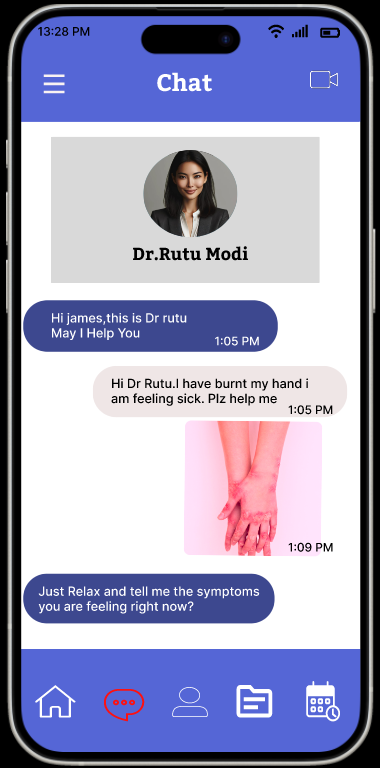 13:28 PM
Chat
Dr.Rutu Modi
Hi james,this is Dr rutu
May I Help You
1:05 PM
Hi Dr Rutu.I have burnt my hand i
am feeling sick. Plz help me
1:05 PM
1:09 PM
Just Relax and tell me the symptoms
you are feeling right now?